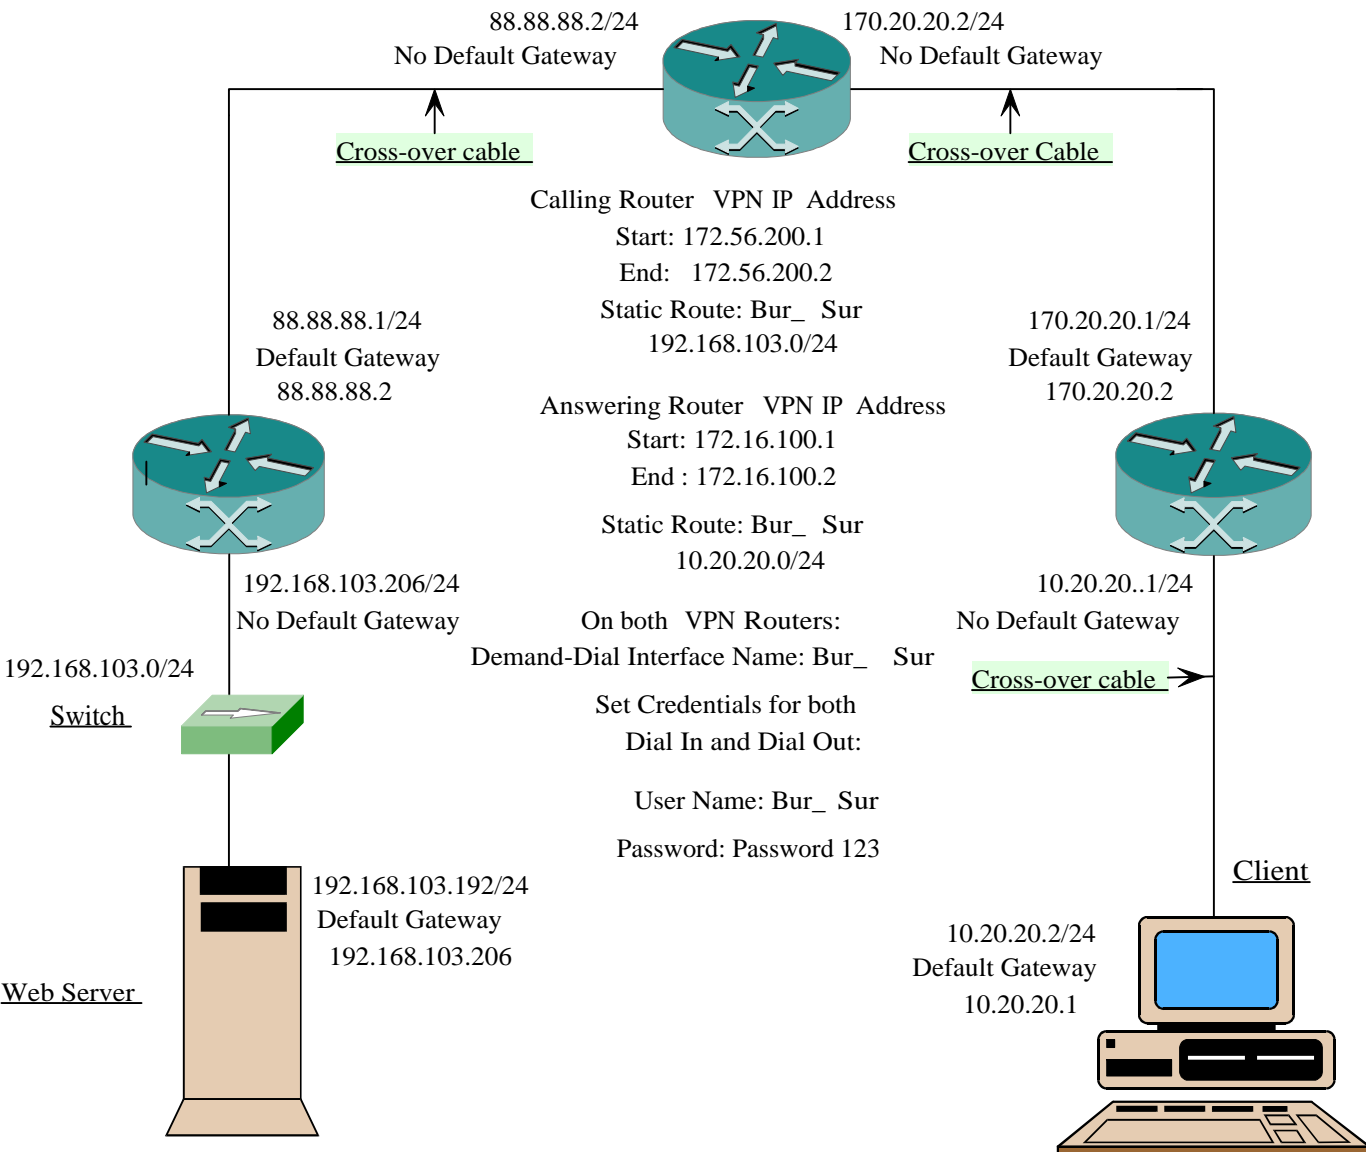 88.88.88.2/24
No Default Gateway
170.20.20.2/24
No Default Gateway
Cross-over cable
Cross-over Cable
Calling Router VPN IP Address
Start: 172.56.200.1
End: 172.56.200.2
Static Route: Bur_ Sur
192.168.103.0/24
88.88.88.1/24
Default Gateway
88.88.88.2
170.20.20.1/24
Default Gateway
170.20.20.2
Answering Router VPN IP Address
Start: 172.16.100.1
End : 172.16.100.2
Static Route: Bur_ Sur
10.20.20.0/24
192.168.103.206/24
No Default Gateway
10.20.20..1/24
No Default Gateway
On both VPN Routers:
Demand-Dial Interface Name: Bur_ Sur
192.168.103.0/24
Switch
Cross-over cable
Set Credentials for both
Dial In and Dial Out:
User Name: Bur_ Sur
Password: Password 123
192.168.103.192/24
Default Gateway
192.168.103.206
Web Server
Client
10.20.20.2/24
Default Gateway
10.20.20.1